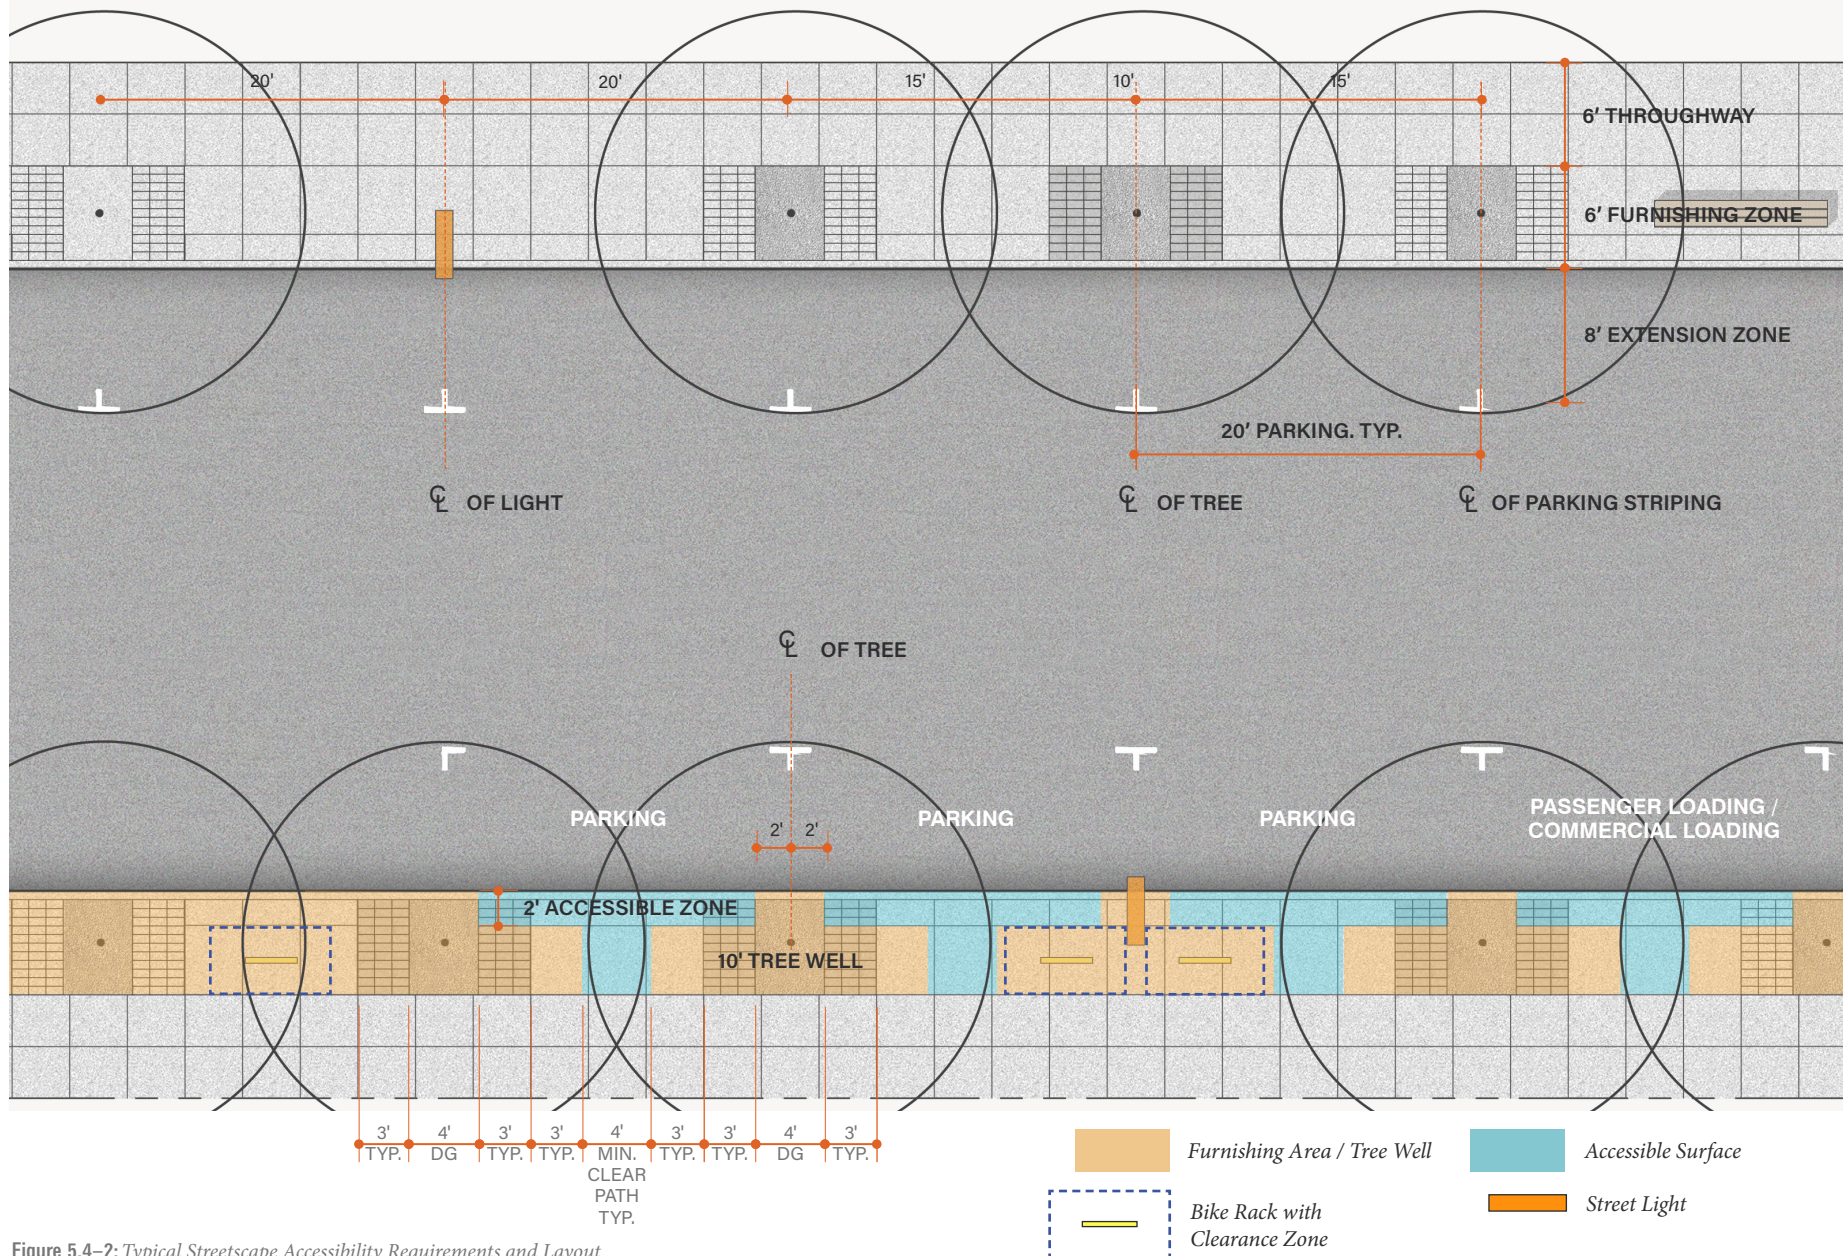 20'
20'
15'
10'
15'
6’ THROUGHWAY
6’ FURNISHING ZONE
8’ EXTENSION ZONE
20’ PARKING. TYP.
℄ OF LIGHT
℄ OF TREE
℄ OF PARKING STRIPING
℄ OF TREE
PARKING
PARKING
PARKING
PASSENGER LOADING /
COMMERCIAL LOADING
2'
2'
2' ACCESSIBLE ZONE
10' TREE WELL
3'
TYP.
4'
DG
3'
TYP.
3'
TYP.
4'
MIN.
CLEAR
PATH
TYP.
3'
TYP.
3'
TYP.
4'
DG
3'
TYP.
Furnishing Area / Tree Well
Accessible Surface
Bike Rack with
Clearance Zone
Street Light
Figure 5.4–2: Typical Streetscape Accessibility Requirements and Layout